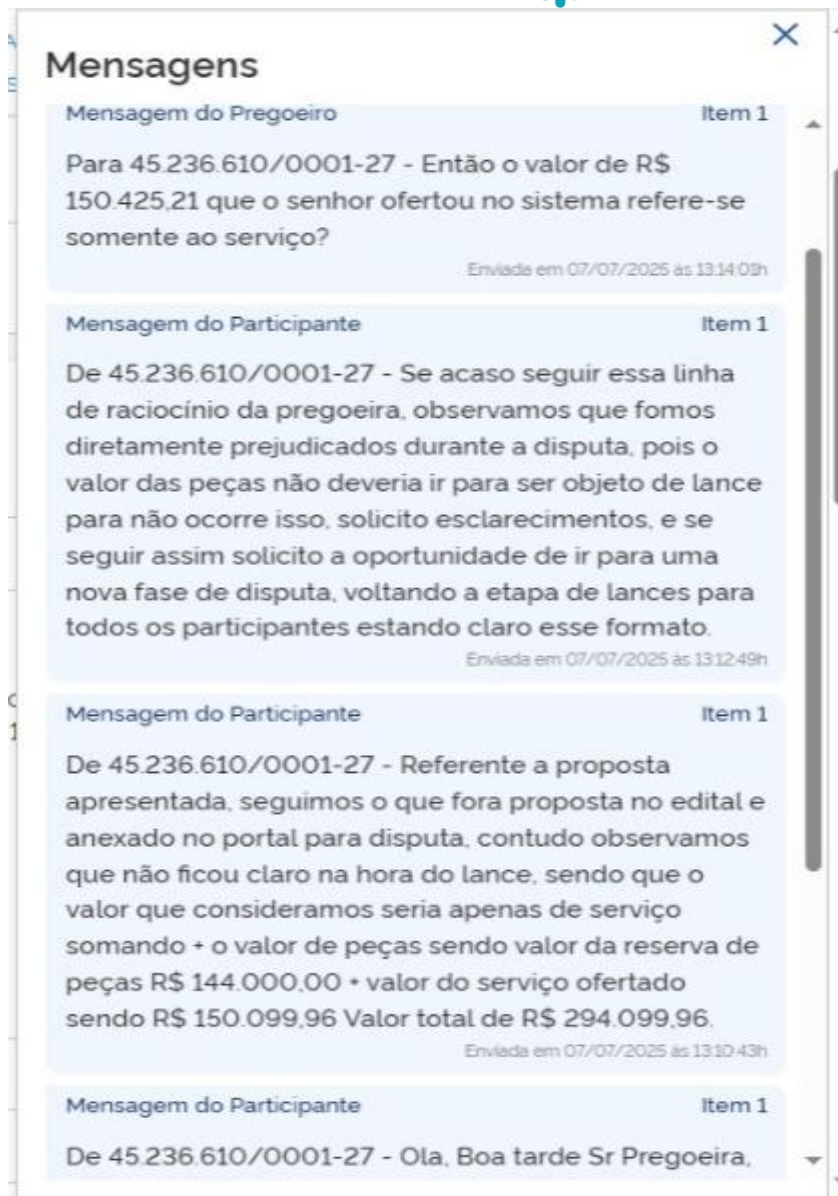 Mensagens
Mensagem do Pregoeiro Item 1
Para 45.236.610/0001-27 - Então o valor de R$
150.425,21 que o senhor ofertou no sistema refere-se
somente ao serviço?
Enviada em 07/07/2025 às 13:14:01h
Mensagem do Participante Item 1
De 45.236.610/0001-27 - Se acaso seguir essa linha
de raciocínio da pregoeira, observamos que fomos
diretamente prejudicados durante a disputa, pois o
valor das peças não deveria ir para ser objeto de lance
para não ocorre isso, solicito esclarecimentos, e se
seguir assim solicito a oportunidade de ir para uma
nova fase de disputa, voltando a etapa de lances para
todos os participantes estando claro esse formato.
Enviada em 07/07/2025 às 13:12:49h
Mensagem do Participante Item 1
De 45.236.610/0001-27 - Referente a proposta
apresentada, seguimos o que fora proposta no edital e
anexado no portal para disputa, contudo observamos
que não ficou claro na hora do lance, sendo que o
valor que consideramos seria apenas de serviço
somando + o valor de peças sendo valor da reserva de
peças R$ 144.000,00 + valor do serviço ofertado
sendo R$ 150.099,96 Valor total de R$ 294.099,96.
Enviada em 07/07/2025 às 13:10:43h
Mensagem do Participante Item 1
De 45.236.610/0001-27 - Ola, Boa tarde Sr Pregoeira,